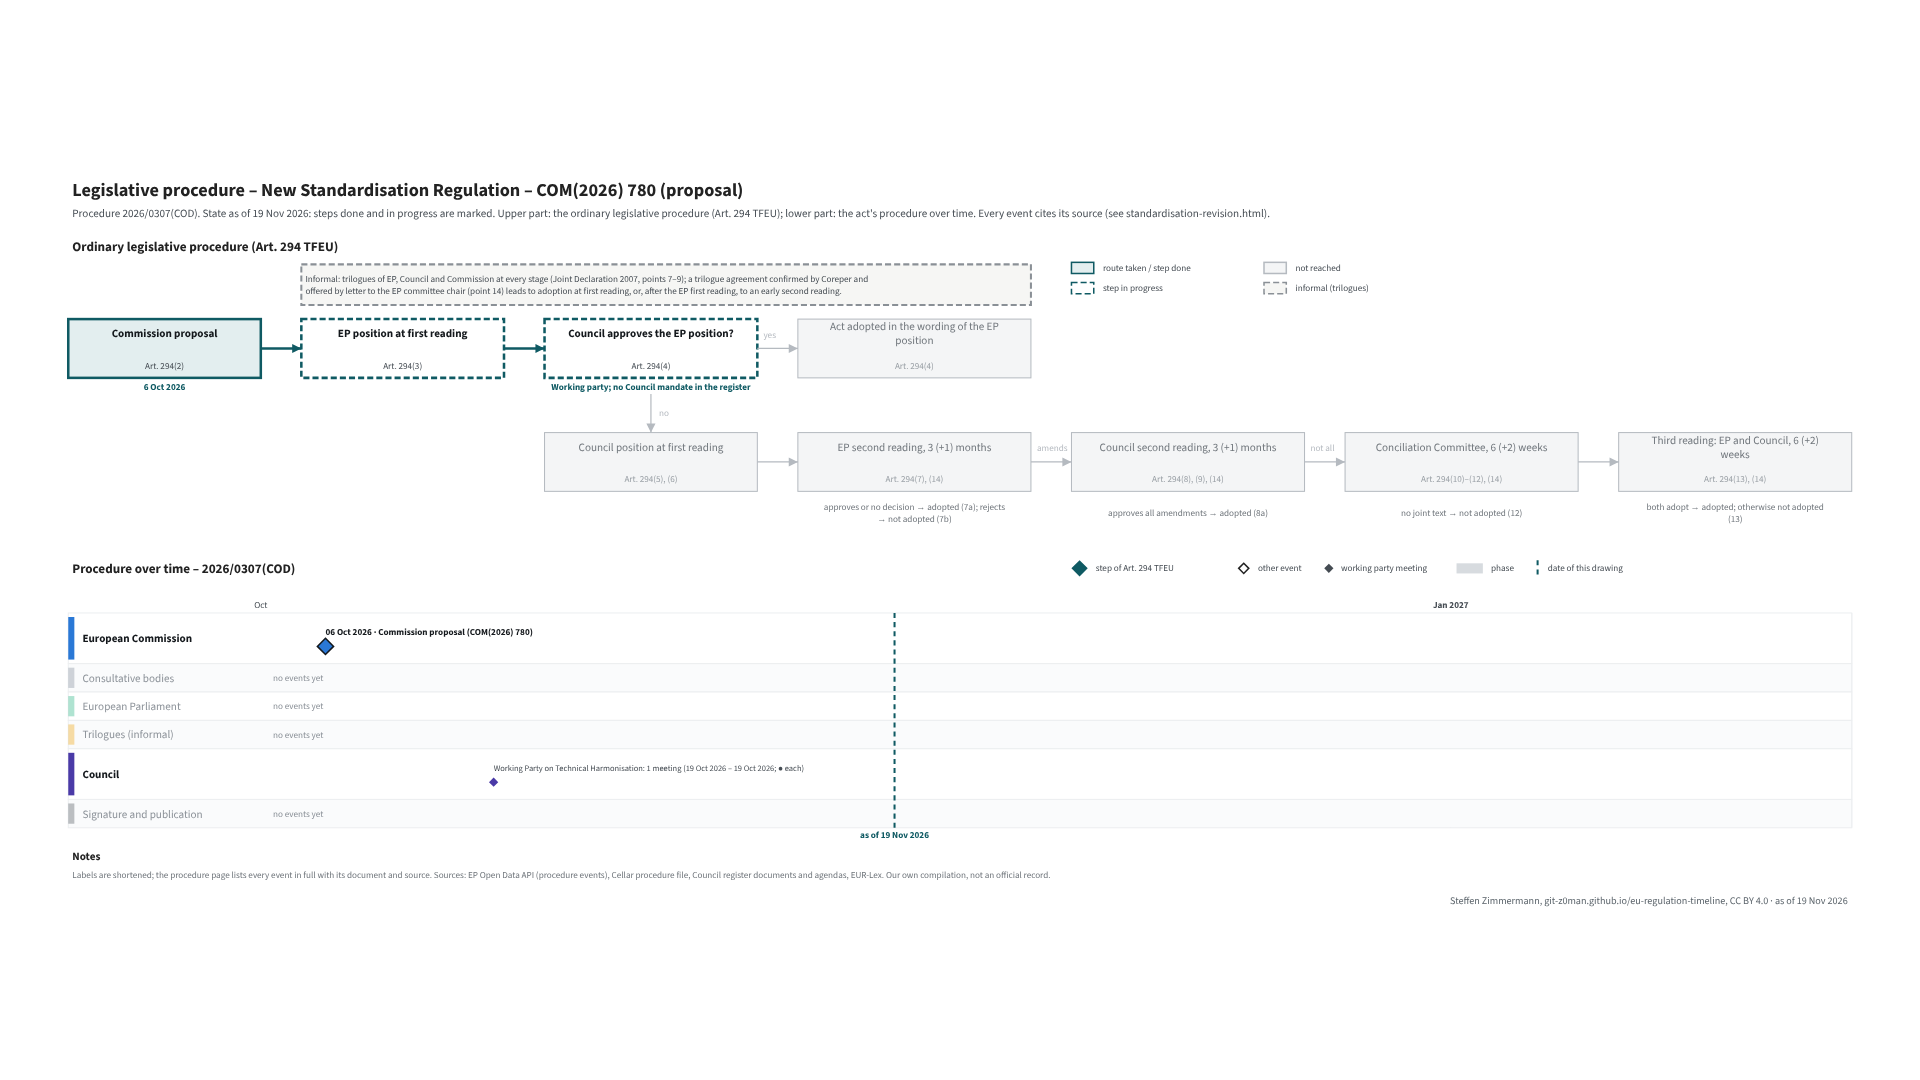 Legislative procedure – New Standardisation Regulation – COM(2026) 780 (proposal)
Procedure 2026/0307(COD). State as of 19 Nov 2026: steps done and in progress are marked. Upper part: the ordinary legislative procedure (Art. 294 TFEU); lower part: the act's procedure over time. Every event cites its source (see standardisation-revision.html).
Ordinary legislative procedure (Art. 294 TFEU)
Informal: trilogues of EP, Council and Commission at every stage (Joint Declaration 2007, points 7–9); a trilogue agreement confirmed by Coreper and
offered by letter to the EP committee chair (point 14) leads to adoption at first reading, or, after the EP first reading, to an early second reading.
route taken / step done
not reached
step in progress
informal (trilogues)
Commission proposal
Art. 294(2)
6 Oct 2026
EP position at first reading
Art. 294(3)
Council approves the EP position?
Art. 294(4)
Working party; no Council mandate in the register
yes
Act adopted in the wording of the EP
position
Art. 294(4)
no
Council position at first reading
Art. 294(5), (6)
EP second reading, 3 (+1) months
Art. 294(7), (14)
approves or no decision → adopted (7a); rejects
→ not adopted (7b)
amends
Council second reading, 3 (+1) months
Art. 294(8), (9), (14)
approves all amendments → adopted (8a)
not all
Conciliation Committee, 6 (+2) weeks
Art. 294(10)–(12), (14)
no joint text → not adopted (12)
Third reading: EP and Council, 6 (+2)
weeks
Art. 294(13), (14)
both adopt → adopted; otherwise not adopted
(13)
Procedure over time – 2026/0307(COD)
step of Art. 294 TFEU
other event
working party meeting
phase
date of this drawing
Oct
Jan 2027
European Commission
06 Oct 2026 · Commission proposal (COM(2026) 780)
Consultative bodies
no events yet
European Parliament
no events yet
Trilogues (informal)
no events yet
Council
Working Party on Technical Harmonisation: 1 meeting (19 Oct 2026 – 19 Oct 2026; ● each)
Signature and publication
no events yet
as of 19 Nov 2026
Notes
Labels are shortened; the procedure page lists every event in full with its document and source. Sources: EP Open Data API (procedure events), Cellar procedure file, Council register documents and agendas, EUR-Lex. Our own compilation, not an official record.
Steffen Zimmermann, git-z0man.github.io/eu-regulation-timeline, CC BY 4.0 · as of 19 Nov 2026